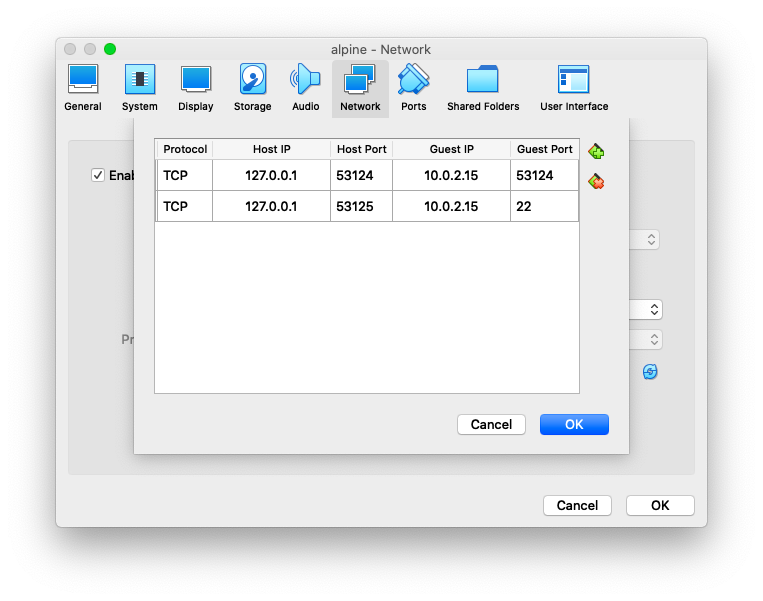 alpine - Network
General System Display Storage Audio Network Ports Shared Folders User Interface
Protocol Host IP Host Port Guest IP Guest Port
Enab
TCP 127.0.0.1 53124 10.0.2.15 53124
TCP 127.0.0.1 53125 10.0.2.15 22
Pr
Cancel OK
Cancel OK